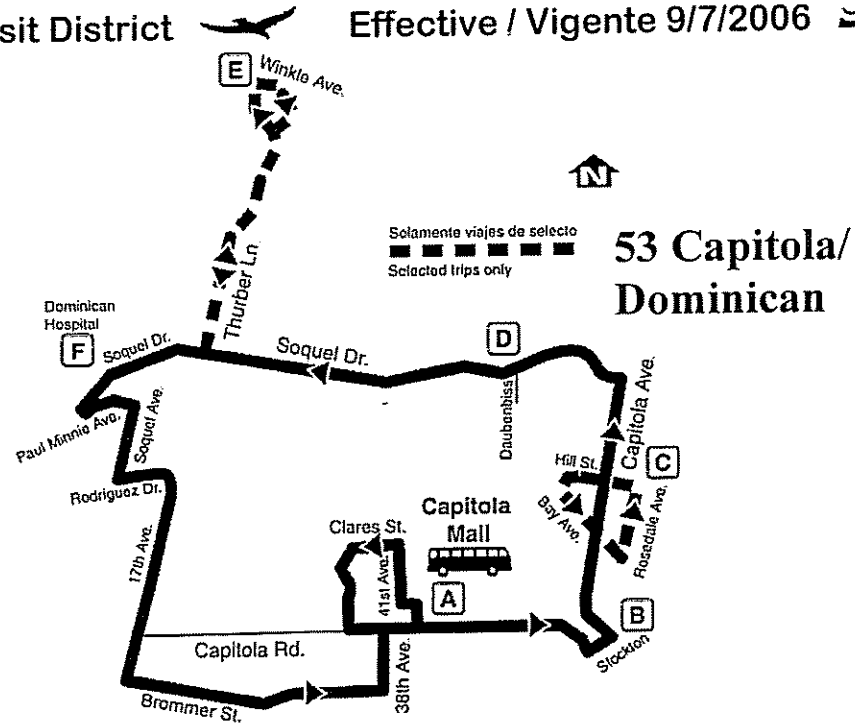 sit District
Effective / Vigente 9/7/2006
E
Winkle Ave.
N
Solamente viajes de selecto
Selected trips only
53 Capitola/
Dominican
Thurber Ln.
Dominican
Hospital
F
Soquel Dr.
Soquel Dr.
D
Daubenbiss
Capitola Ave.
Paul Minnie Ave.
Soquel Ave.
Rodriguez Dr.
Hill St.
C
Bay Ave.
Rosedale Ave.
17th Ave.
Clares St.
Capitola
Mall
41st Ave.
A
B
Stockton
Capitola Rd.
38th Ave.
Brommer St.